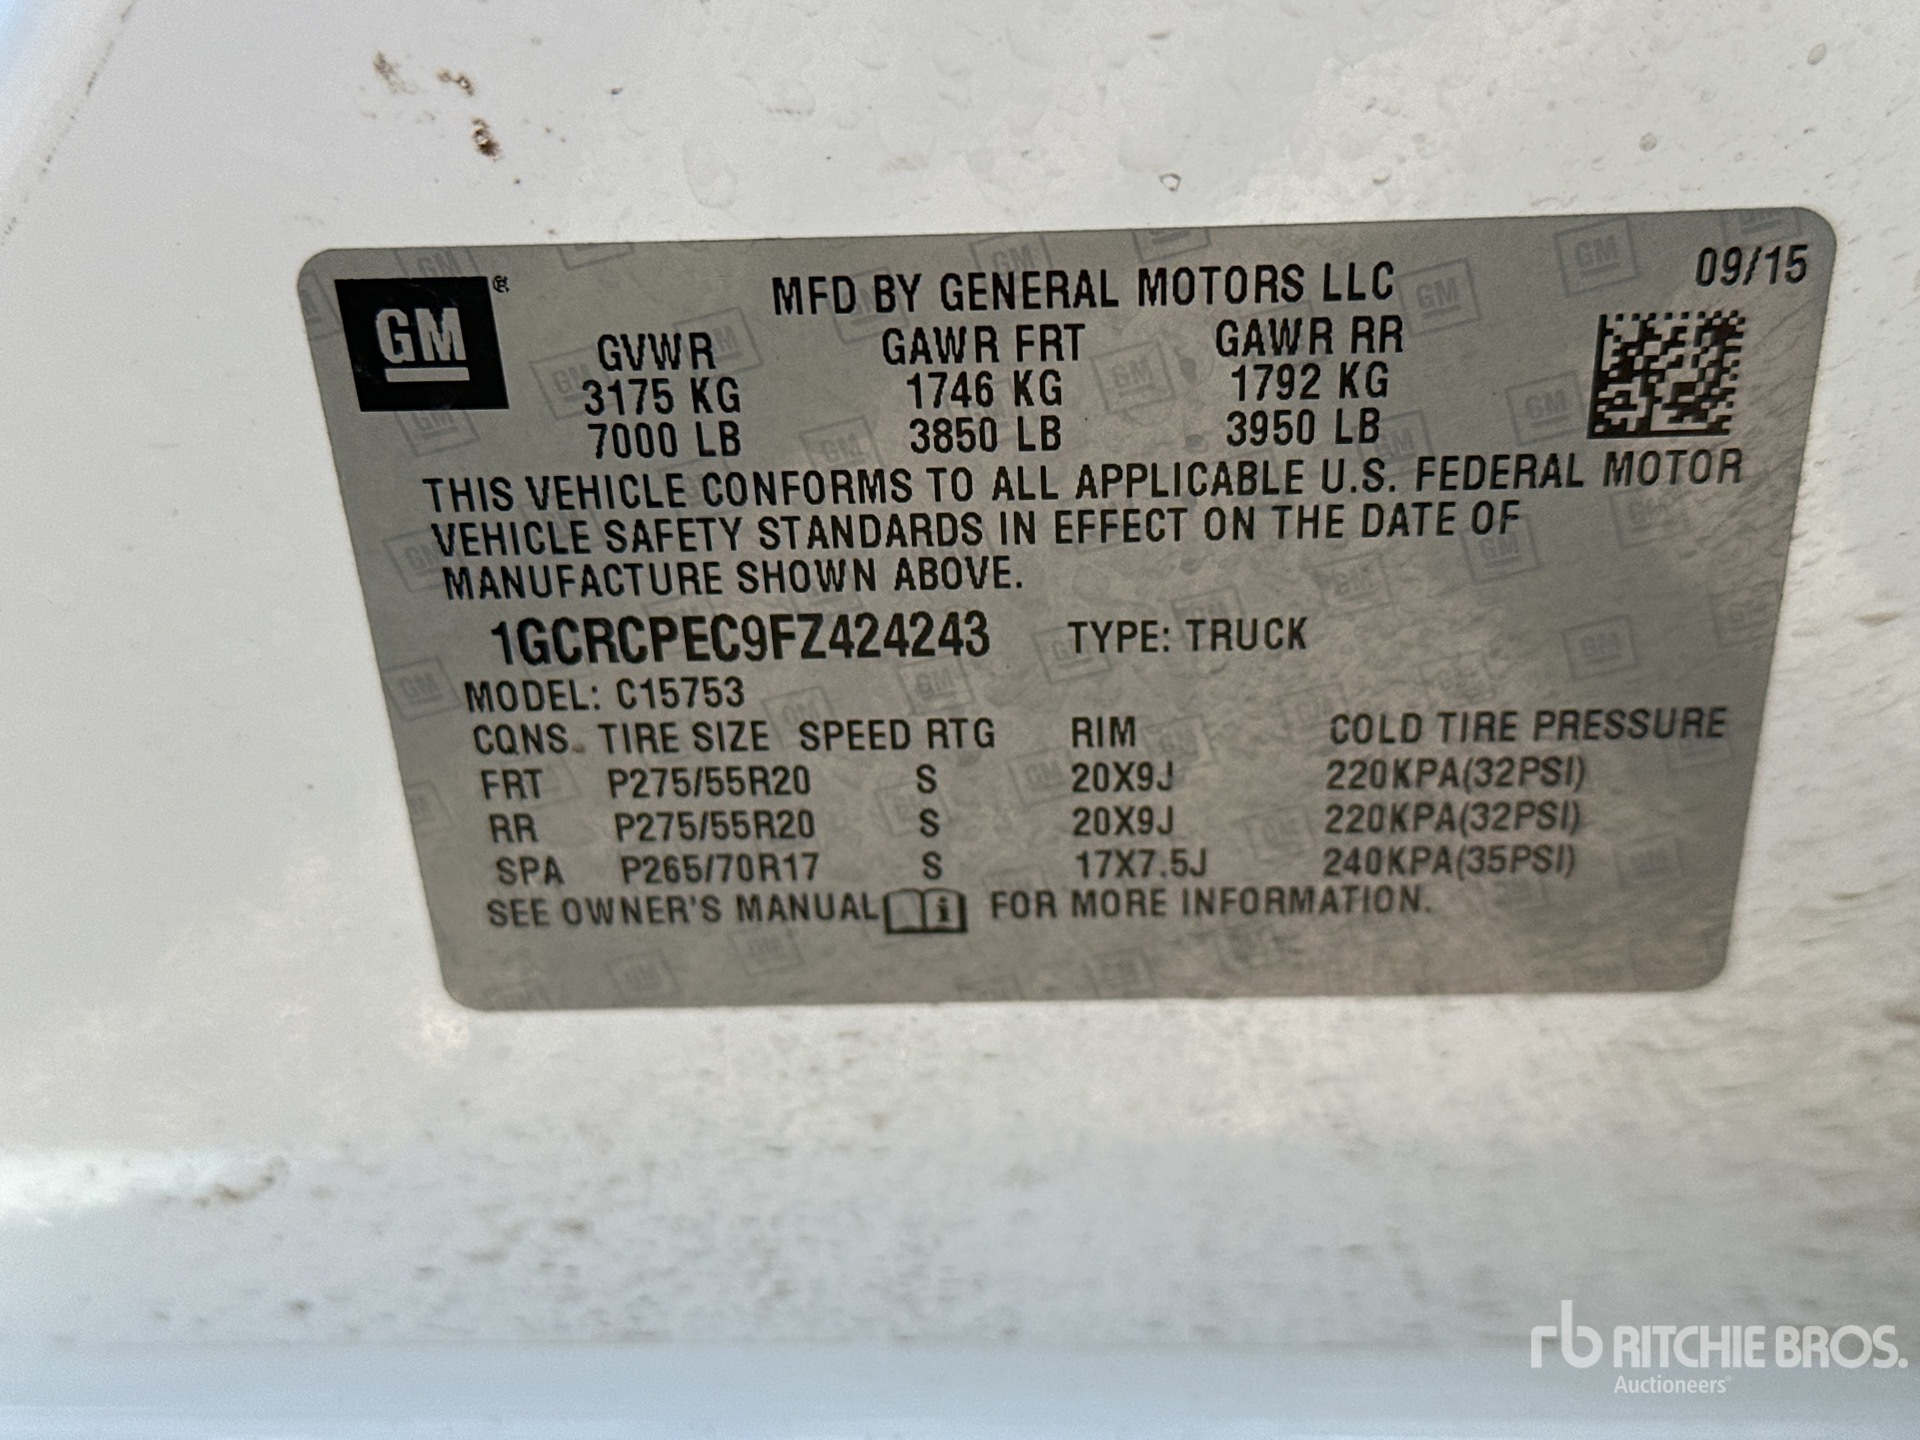 GM®
MFD BY GENERAL MOTORS LLC 09/15
GVWR GAWR FRT GAWR RR
3175 KG 1746 KG 1792 KG
7000 LB 3850 LB 3950 LB
THIS VEHICLE CONFORMS TO ALL APPLICABLE U.S. FEDERAL MOTOR
VEHICLE SAFETY STANDARDS IN EFFECT ON THE DATE OF
MANUFACTURE SHOWN ABOVE.
1GCRCPEC9FZ424243 TYPE: TRUCK
MODEL: C15753
CQNS. TIRE SIZE SPEED RTG RIM COLD TIRE PRESSURE
FRT P275/55R20 S 20X9J 220KPA(32PSI)
RR P275/55R20 S 20X9J 220KPA(32PSI)
SPA P265/70R17 S 17X7.5J 240KPA(35PSI)
SEE OWNER'S MANUAL i FOR MORE INFORMATION.
rb RITCHIE BROS.
Auctioneers